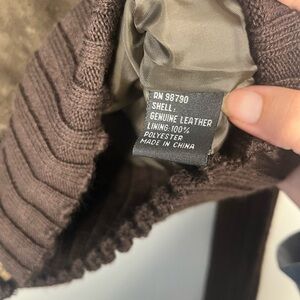 RN 98790
SHELL:
GENUINE LEATHER
LINING: 100%
POLYESTER
MADE IN CHINA